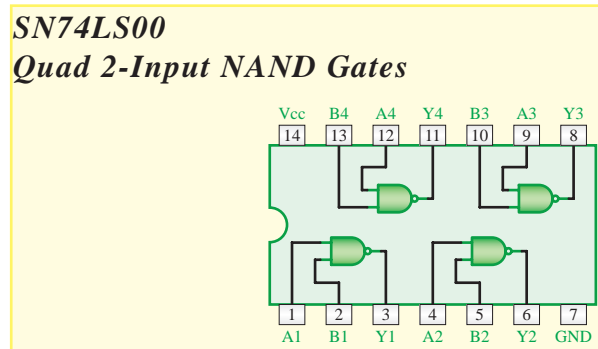 SN74LS00
Quad 2-Input NAND Gates
Vcc B4 A4 Y4 B3 A3 Y3
14 13 12 11 10 9 8
1 2 3 4 5 6 7
A1 B1 Y1 A2 B2 Y2 GND